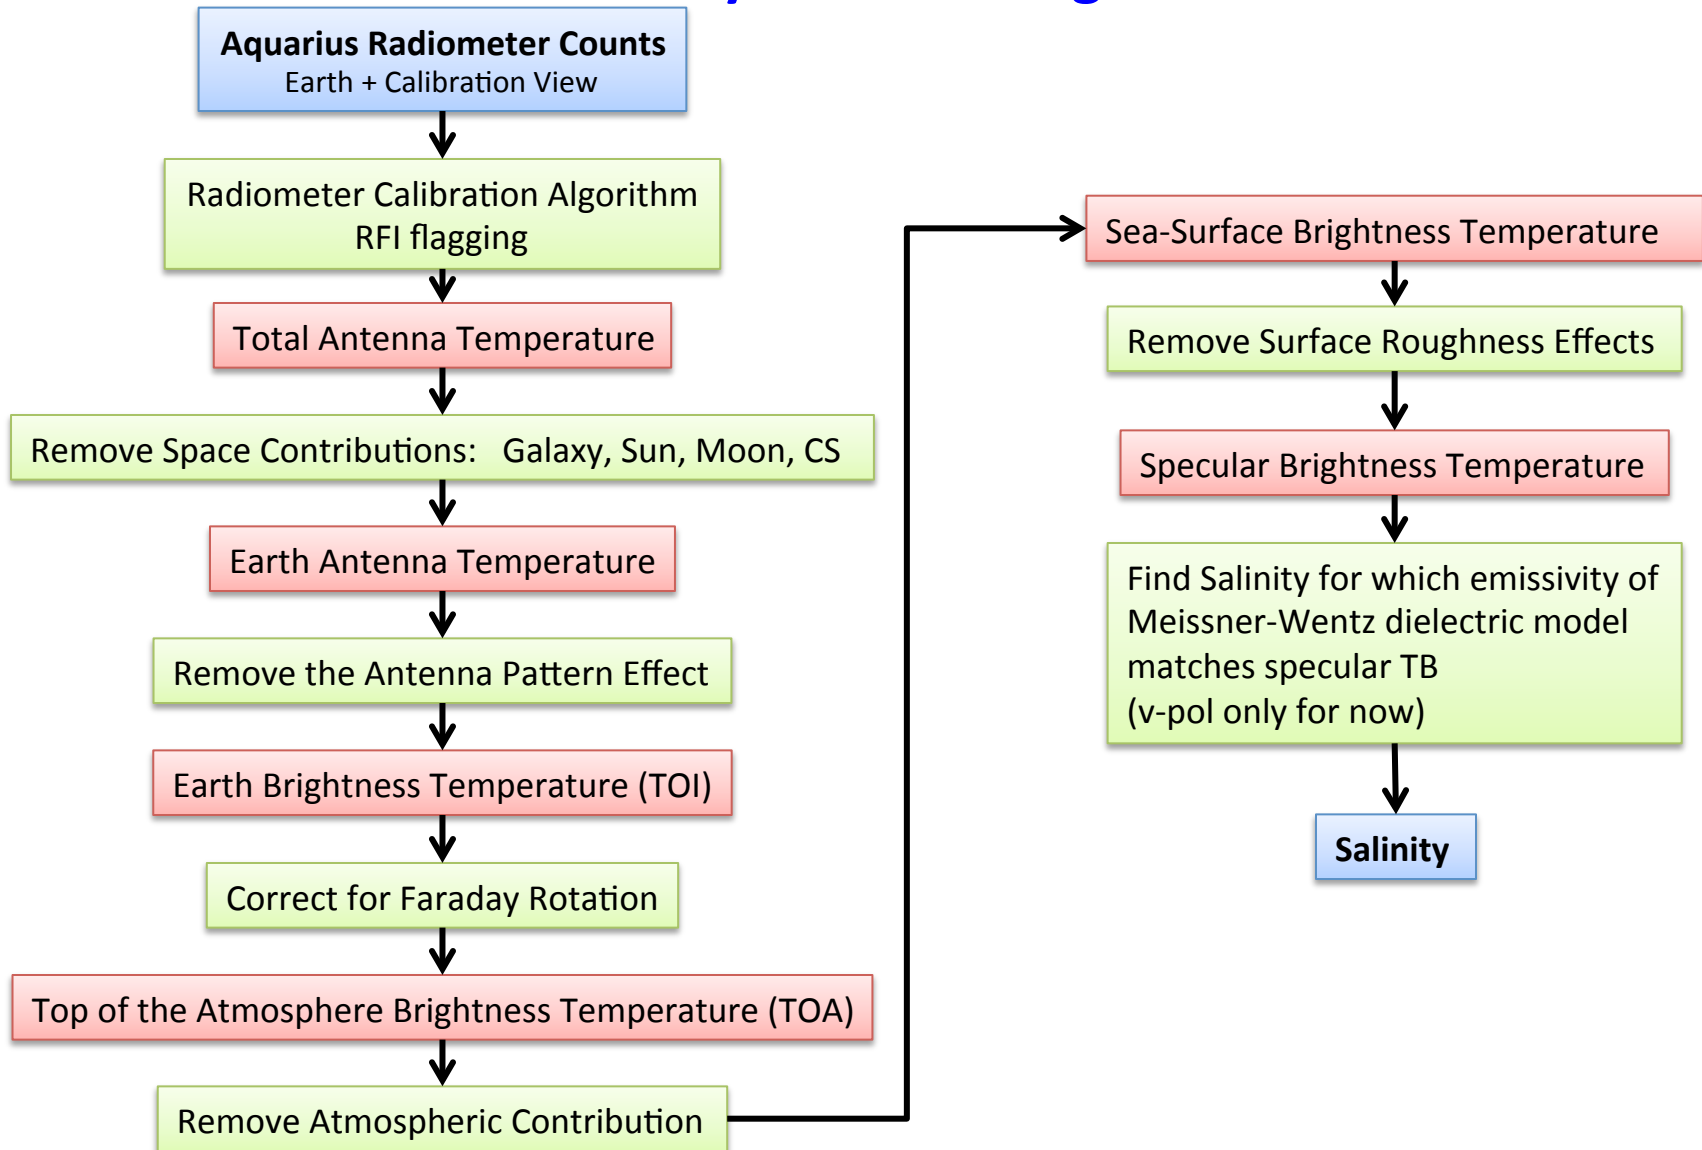 Aquarius Radiometer Counts
Earth + Calibration View
Radiometer Calibration Algorithm
RFI flagging
Total Antenna Temperature
Remove Space Contributions: Galaxy, Sun, Moon, CS
Earth Antenna Temperature
Remove the Antenna Pattern Effect
Earth Brightness Temperature (TOI)
Correct for Faraday Rotation
Top of the Atmosphere Brightness Temperature (TOA)
Remove Atmospheric Contribution
Sea-Surface Brightness Temperature
Remove Surface Roughness Effects
Specular Brightness Temperature
Find Salinity for which emissivity of
Meissner-Wentz dielectric model
matches specular TB
(v-pol only for now)
Salinity